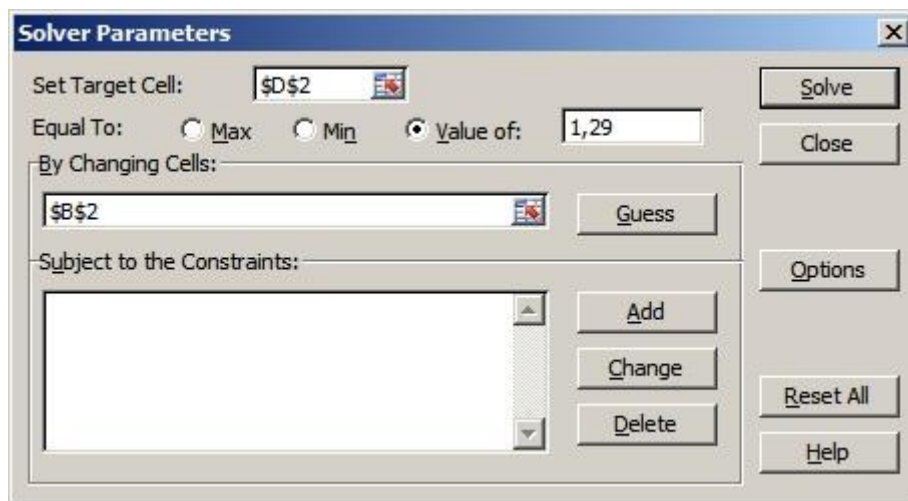 Solver Parameters
Set Target Cell: $D$2 Solve
Equal To: Max Min Value of: 1,29 Close
By Changing Cells:
$B$2 Guess
Subject to the Constraints: Options
Add
Change
Reset All
Delete
Help